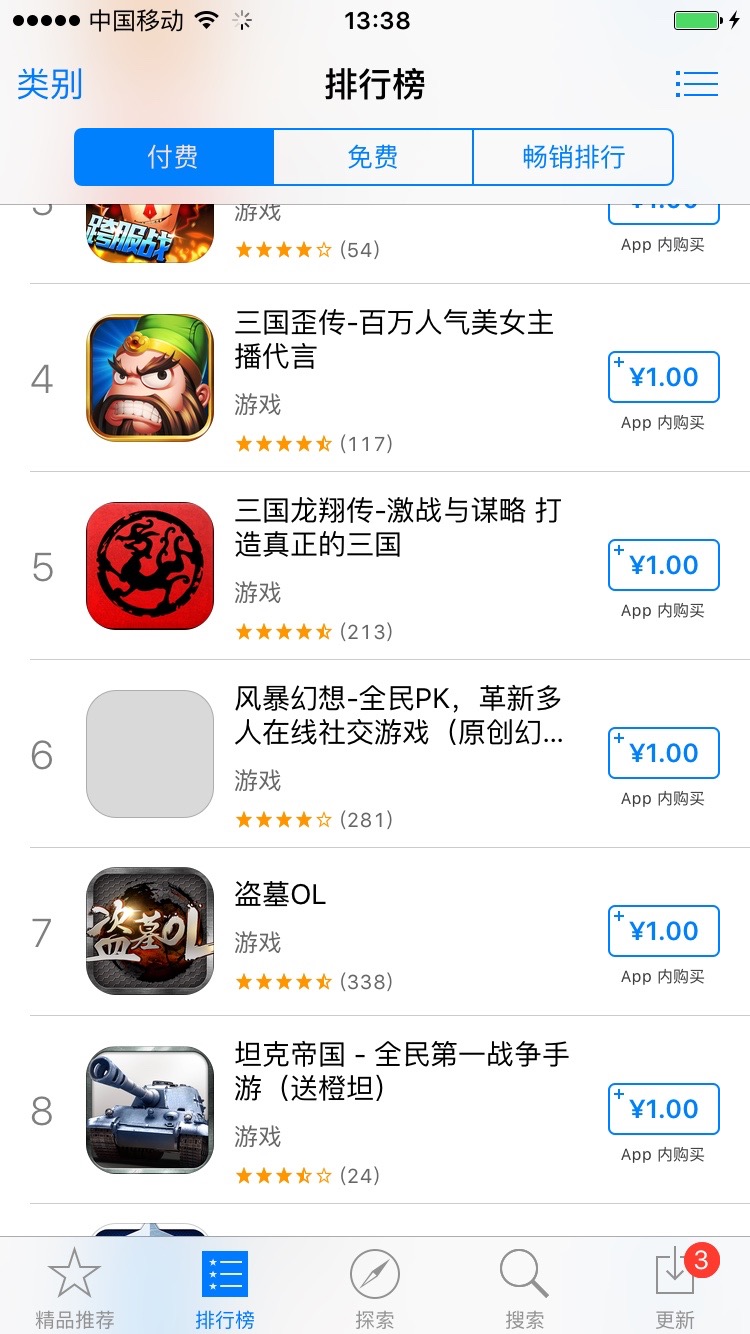 中国移动
13:38
类别
排行榜
付费
免费
畅销排行
游戏
跨服战
(54)
App 内购买
4
三国歪传-百万人气美女主
播代言
游戏
(117)
+
¥1.00
App 内购买
5
三国龙翔传-激战与谋略 打
造真正的三国
游戏
(213)
+
¥1.00
App 内购买
6
风暴幻想-全民PK，革新多
人在线社交游戏（原创幻...
游戏
(281)
+
¥1.00
App 内购买
7
盗墓OL
盗墓OL
游戏
(338)
+
¥1.00
App 内购买
8
坦克帝国 - 全民第一战争手
游（送橙坦）
游戏
(24)
+
¥1.00
App 内购买
3
精品推荐
排行榜
探索
搜索
更新